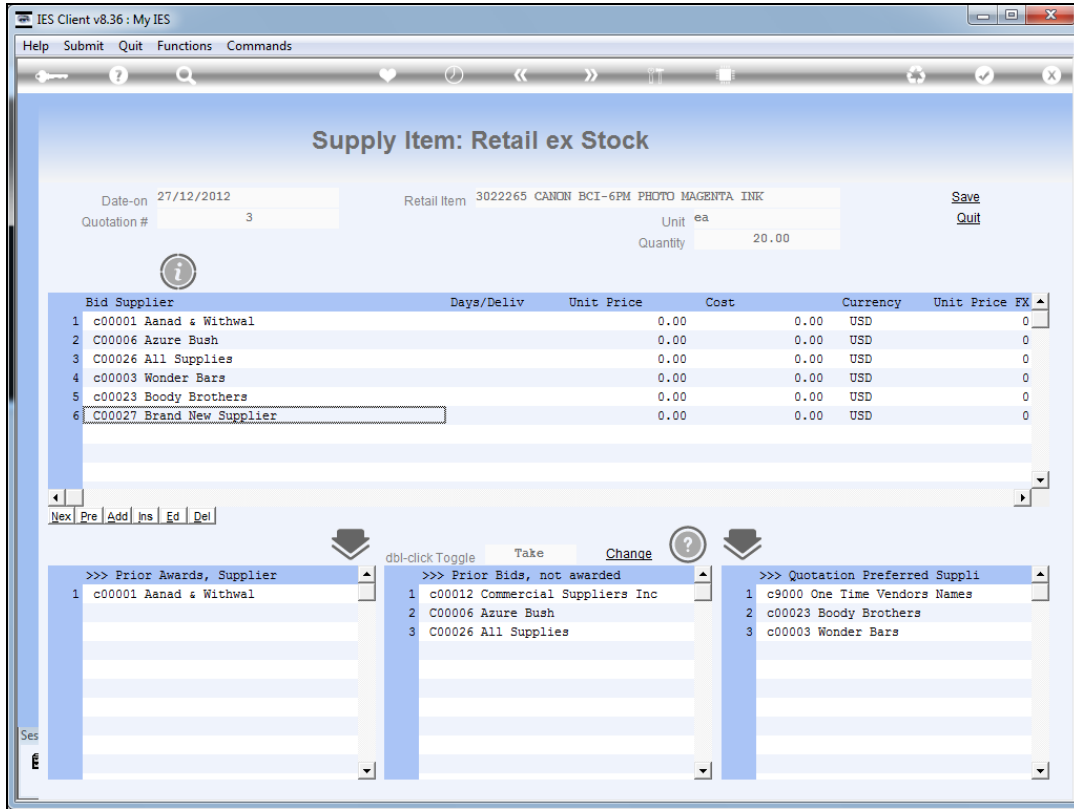 IES Client v8.36 : My IES
Help Submit Quit Functions Commands
Supply Item: Retail ex Stock
Date-on 27/12/2012 Retail Item 3022265 CANON BCI-6PM PHOTO MAGENTA INK Save
Quotation # 3 Unit ea Quit
Quantity 20.00
Bid Supplier Days/Deliv Unit Price Cost Currency Unit Price FX
1 c00001 Aanad & Withwal 0.00 0.00 USD 0
2 C00006 Azure Bush 0.00 0.00 USD 0
3 C00026 All Supplies 0.00 0.00 USD 0
4 c00003 Wonder Bars 0.00 0.00 USD 0
5 c00023 Boody Brothers 0.00 0.00 USD 0
6 C00027 Brand New Supplier 0.00 0.00 USD 0
Nex Pre Add Ins Ed Del
dbl-click Toggle Take Change
>>> Prior Awards, Supplier
1 c00001 Aanad & Withwal
>>> Prior Bids, not awarded
1 c00012 Commercial Suppliers Inc
2 C00006 Azure Bush
3 C00026 All Supplies
>>> Quotation Preferred Suppli
1 c9000 One Time Vendors Names
2 c00023 Boody Brothers
3 c00003 Wonder Bars
Ses